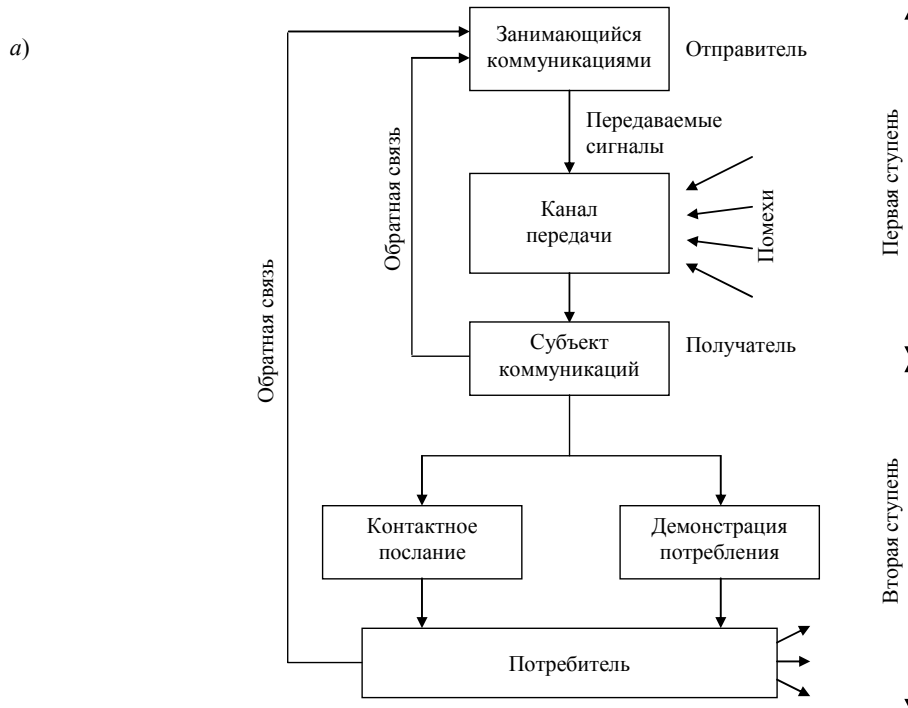 а)
Занимающийся
коммуникациями
Отправитель
Передаваемые
сигналы
Обратная связь
Обратная связь
Канал
передачи
Помехи
Первая ступень
Субъект
коммуникаций
Получатель
Контактное
послание
Демонстрация
потребления
Вторая ступень
Потребитель